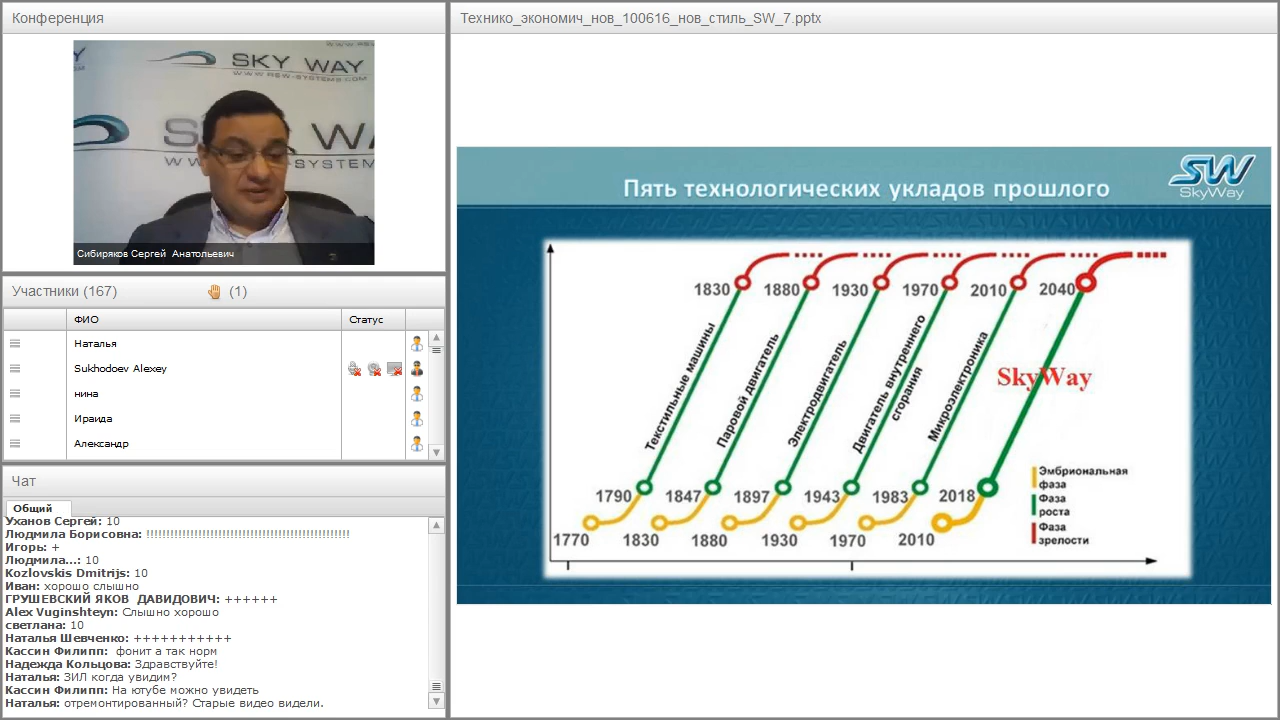 Конференция
SKY WAY
WWW.RSW-SYSTEMS.COM
Сибиряков Сергей Анатольевич
Участники (167)
(1)
ФИО
Статус
Наталья
Sukhodoev Alexey
нина
Ираида
Александр
Чат
Общий
Уханов Сергей: 10
Людмила Борисовна: !!!!!!!!!!!!!!!!!!!!!!!!!!!!!!!!!!!!!!!!!!!!!!!!!!!
Игорь: +
Людмила...: 10
Kozlovskis Dmitrijs: 10
Иван: хорошо слышно
ГРУШЕВСКИЙ ЯКОВ ДАВИДОВИЧ: ++++++
Alex Vuginshteyn: Слышно хорошо
светлана: 10
Наталья Шевченко: +++++++++++
Кассин Филипп: фонит а так норм
Надежда Кольцова: Здравствуйте!
Наталья: ЗИЛ когда увидим?
Кассин Филипп: На ютубе можно увидеть
Наталья: отремонтированный? Старые видео видели.
Технико_экономич_нов_100616_нов_стиль_SW_7.pptx
SW
SkyWay
Пять технологических укладов прошлого
1830
1880
1930
1970
2010
2040
Текстильные машины
Паровой двигатель
Электродвигатель
Двигатель внутреннего
сгорания
Микроэлектроника
SkyWay
1790
1847
1897
1943
1983
2018
1770
1830
1880
1930
1970
2010
Эмбриональная
фаза
Фаза
роста
Фаза
зрелости